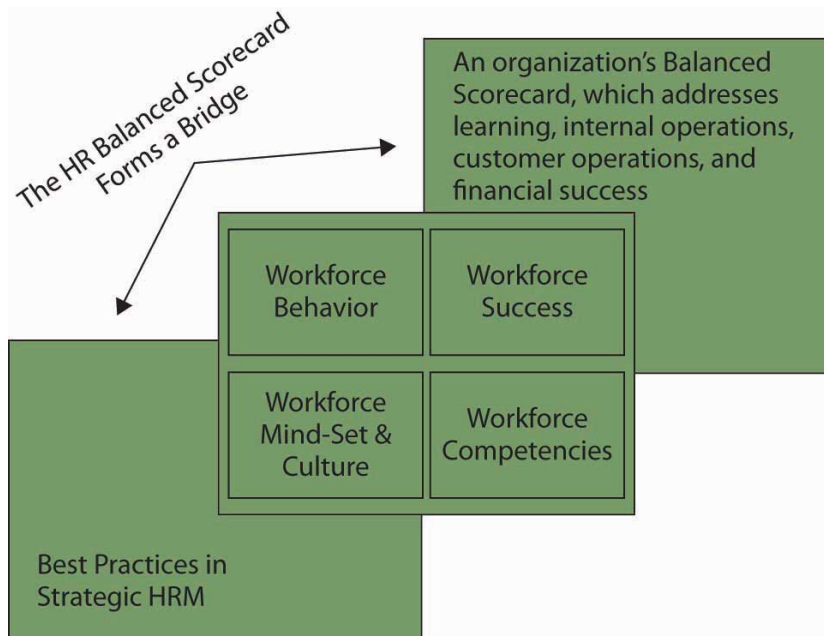 The HR Balanced Scorecard
Forms a Bridge
An organization's Balanced
Scorecard, which addresses
learning, internal operations,
customer operations, and
financial success
Workforce
Behavior
Workforce
Success
Workforce
Mind-Set &
Culture
Workforce
Competencies
Best Practices in
Strategic HRM